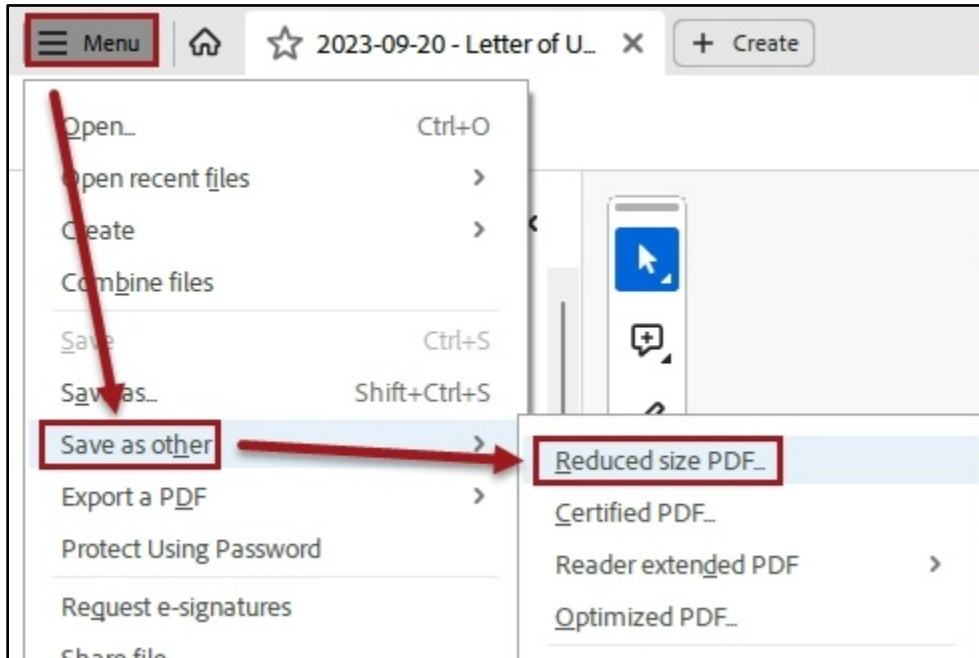 Menu
2023-09-20 - Letter of U...
+ Create
Open... Ctrl+O
Open recent files
Create
Combine files
Save Ctrl+S
Save as... Shift+Ctrl+S
Save as other
Export a PDF
Protect Using Password
Request e-signatures
Share file
Reduced size PDF...
Certified PDF...
Reader extended PDF
Optimized PDF...